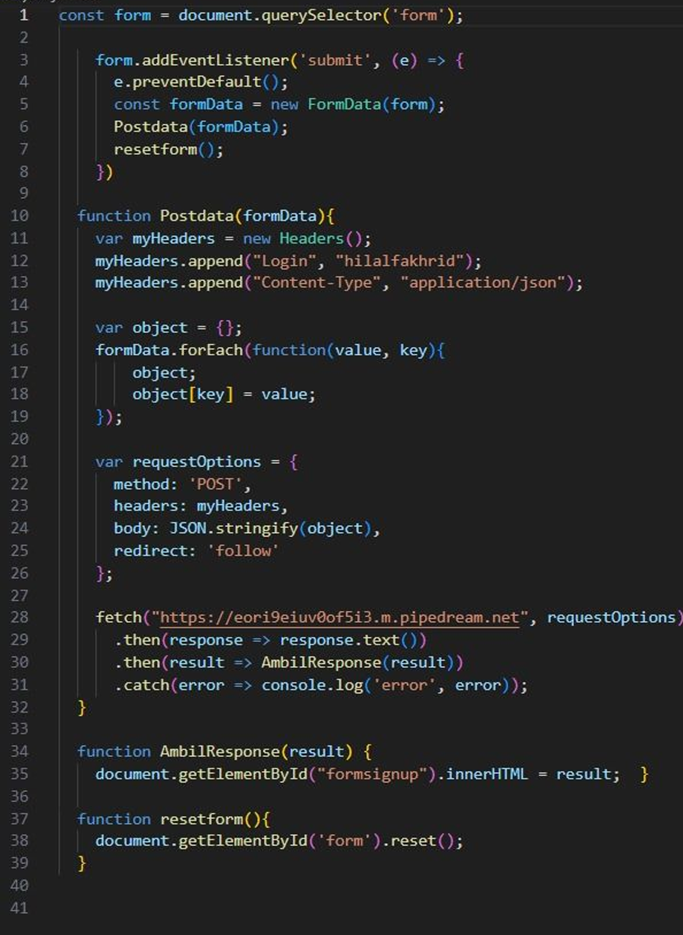 1 const form = document.querySelector('form');
2
3 form.addEventListener('submit', (e) => {
4 e.preventDefault();
5 const formData = new FormData(form);
6 Postdata(formData);
7 resetform();
8 })
9
10 function Postdata(formData){
11 var myHeaders = new Headers();
12 myHeaders.append("Login", "hilalfakhrid");
13 myHeaders.append("Content-Type", "application/json");
14
15 var object = {};
16 formData.forEach(function(value, key){
17 object;
18 object[key] = value;
19 });
20
21 var requestOptions = {
22 method: 'POST',
23 headers: myHeaders,
24 body: JSON.stringify(object),
25 redirect: 'follow'
26 };
27
28 fetch("https://eori9eiuv0of5i3.m.pipedream.net", requestOptions)
29 .then(response => response.text())
30 .then(result => AmbilResponse(result))
31 .catch(error => console.log('error', error));
32 }
33
34 function AmbilResponse(result) {
35 document.getElementById("formsignup").innerHTML = result; }
36
37 function resetform(){
38 document.getElementById('form').reset();
39 }
40
41